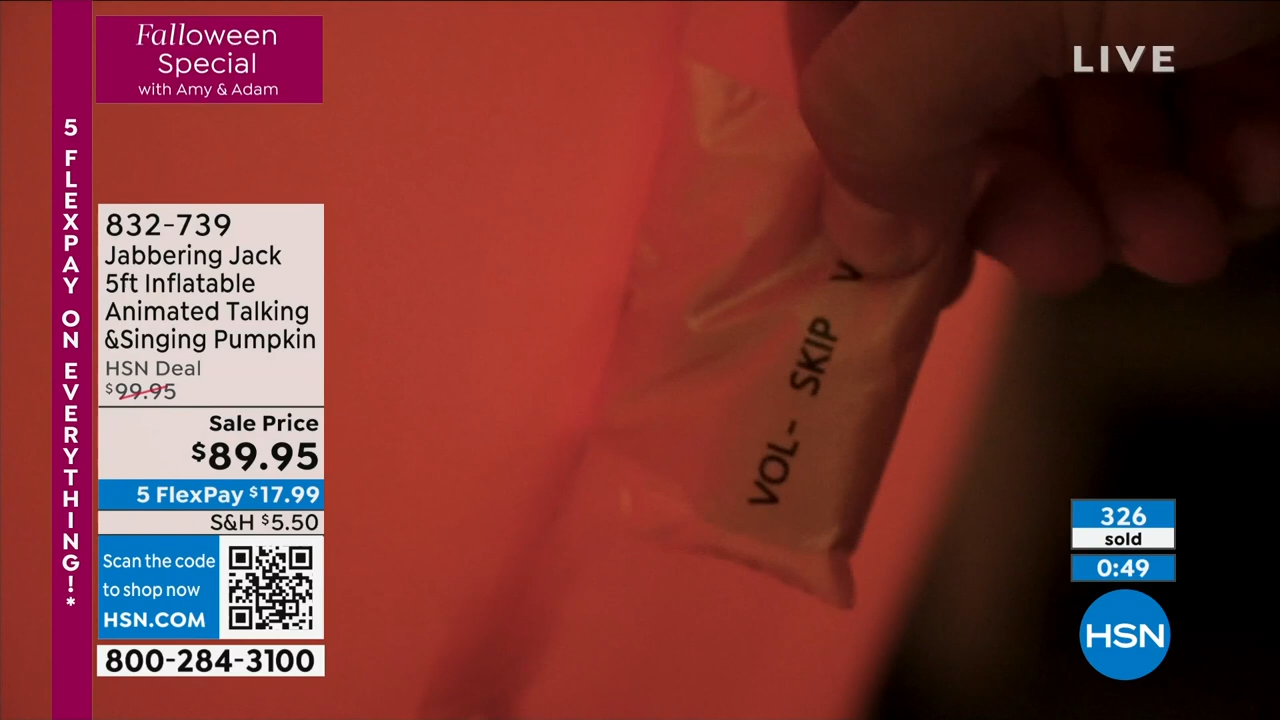 Falloween
Special
with Amy & Adam
LIVE
5 FLEXPAY ON EVERYTHING!*
832-739
Jabbering Jack
5ft Inflatable
Animated Talking
&Singing Pumpkin
HSN Deal
$99.95
Sale Price
$89.95
5 FlexPay $17.99
S&H $5.50
Scan the code
to shop now
HSN.COM
800-284-3100
VOL- SKIP V
326
sold
0:49
HSN